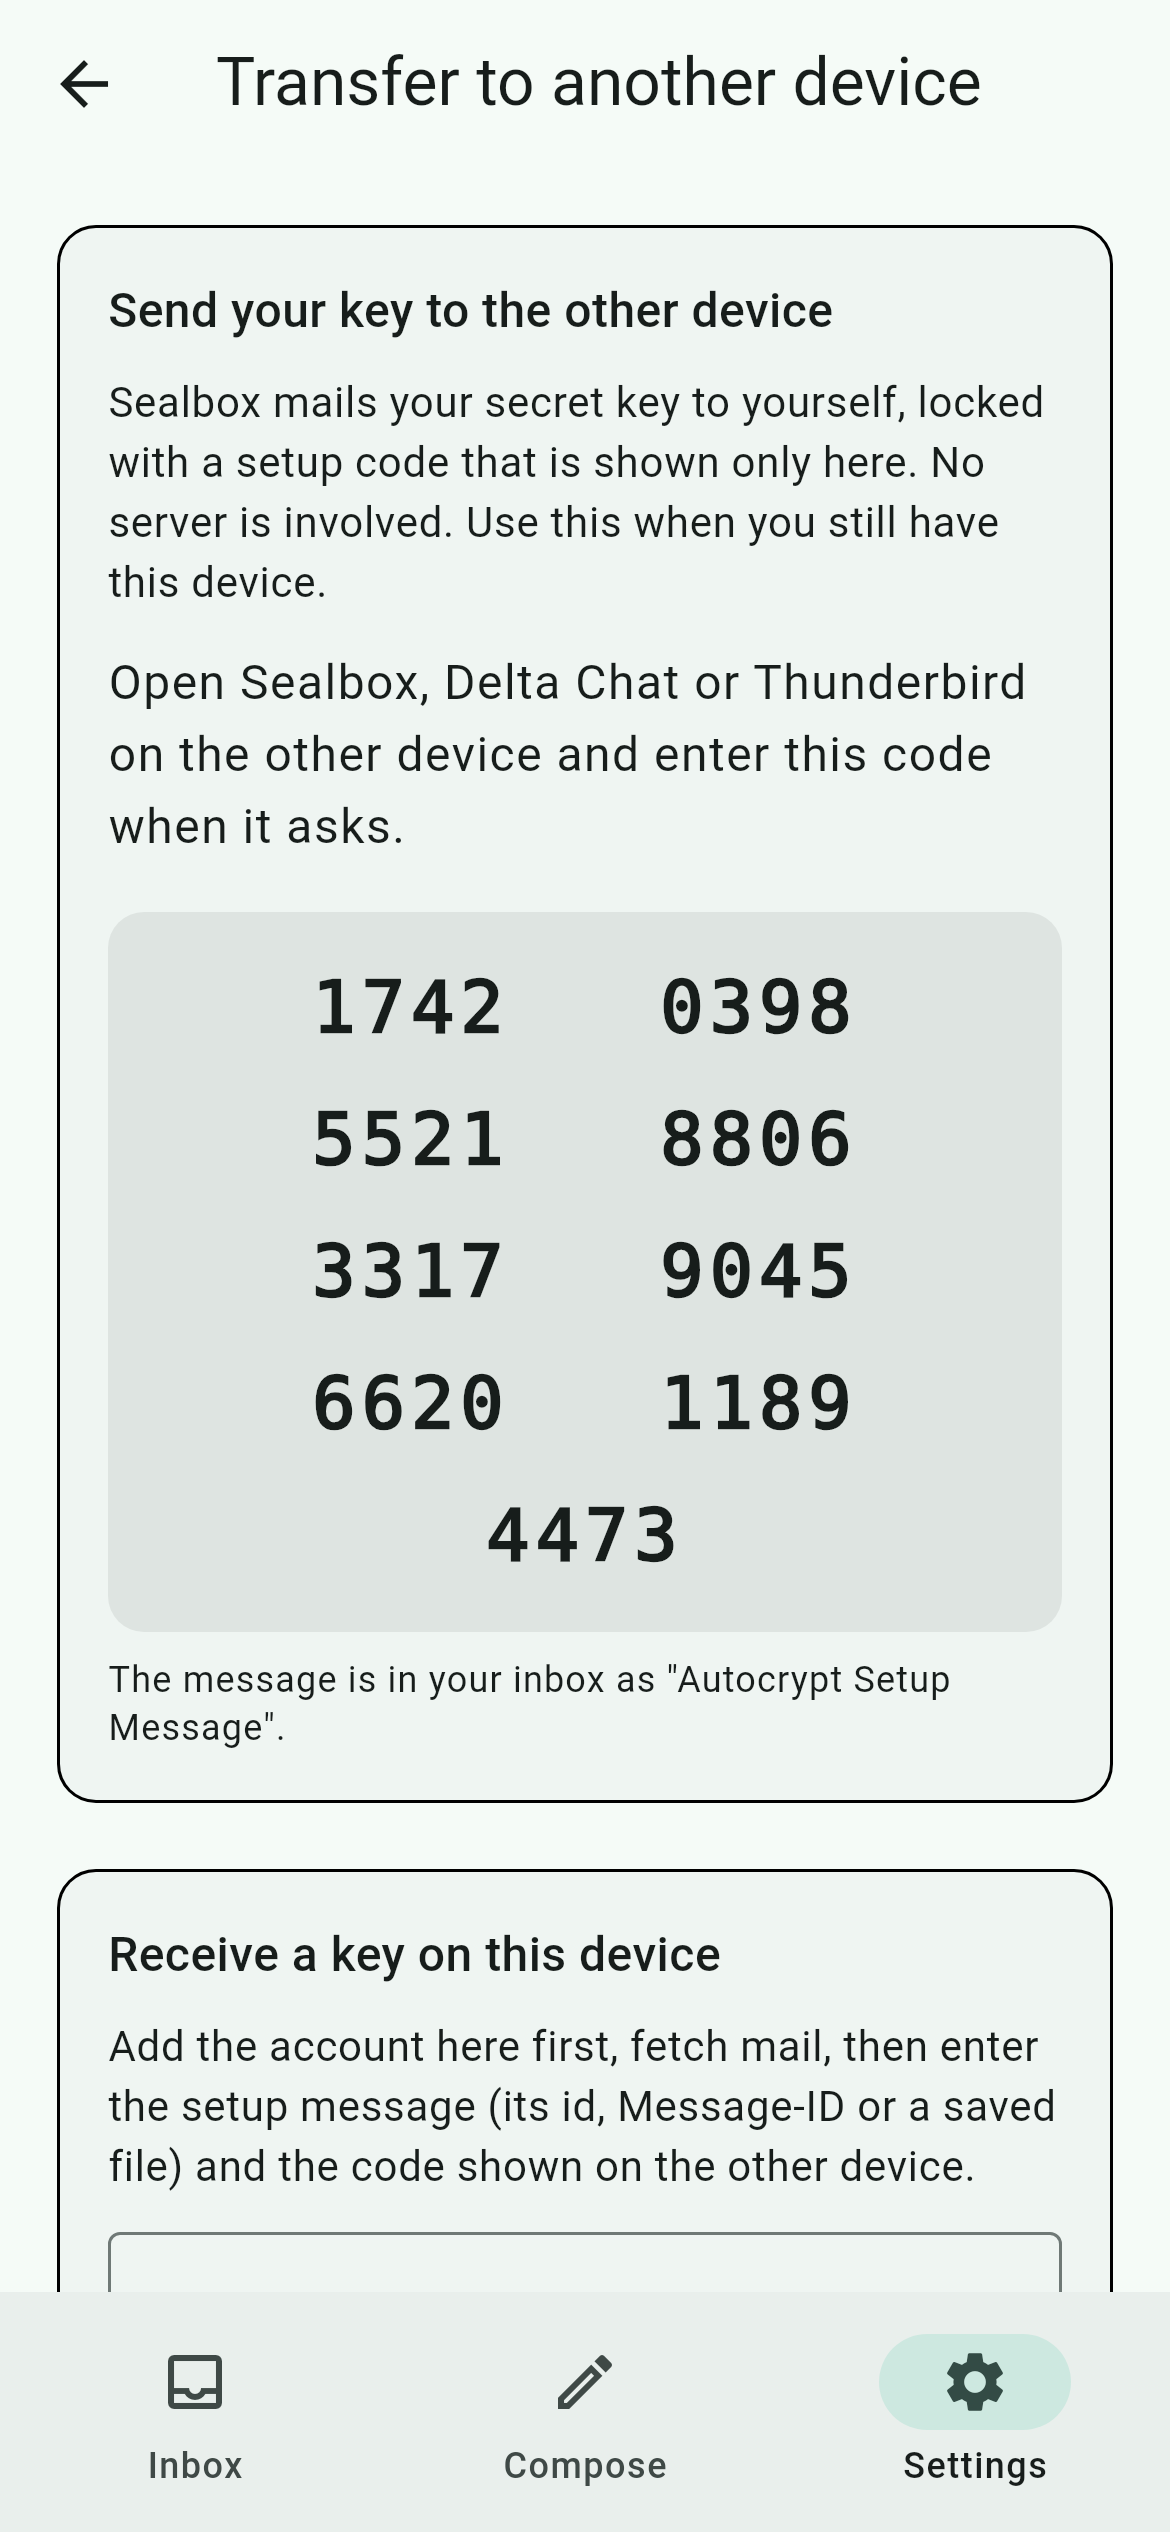 Transfer to another device
Send your key to the other device
Sealbox mails your secret key to yourself, locked
with a setup code that is shown only here. No
server is involved. Use this when you still have
this device.
Open Sealbox, Delta Chat or Thunderbird
on the other device and enter this code
when it asks.
1742 0398
5521 8806
3317 9045
6620 1189
4473
The message is in your inbox as "Autocrypt Setup
Message".
Receive a key on this device
Add the account here first, fetch mail, then enter
the setup message (its id, Message-ID or a saved
file) and the code shown on the other device.
Inbox Compose Settings